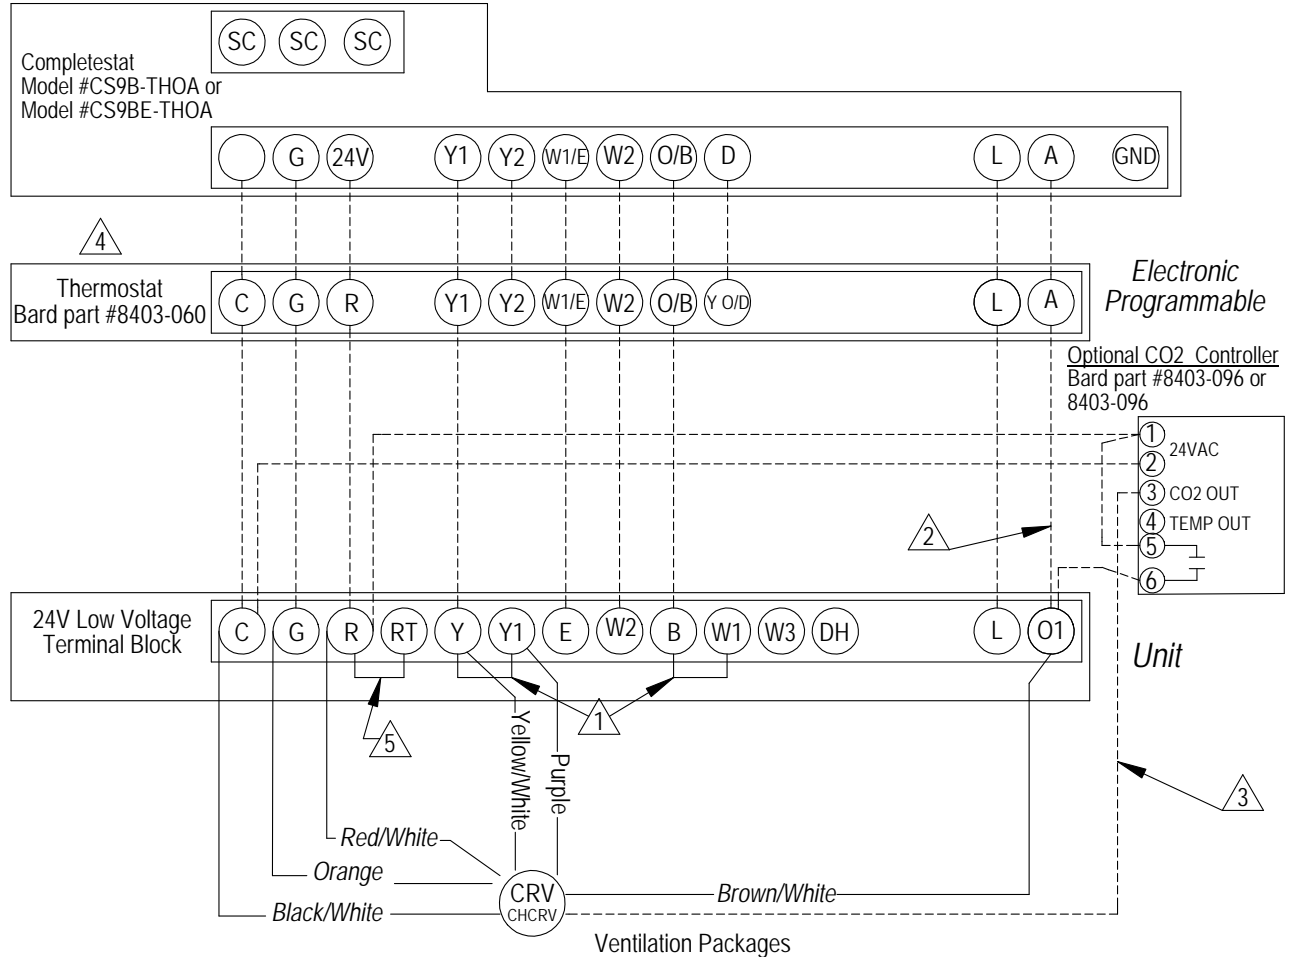 SC SC SC
Completestat
Model #CS9B-THOA or
Model #CS9BE-THOA
G 24V Y1 Y2 W1/E W2 O/B D L A GND
4
Thermostat
Bard part #8403-060
C G R Y1 Y2 W1/E W2 O/B Y O/D L A
Electronic
Programmable
Optional CO2 Controller
Bard part #8403-096 or
8403-096
1
24VAC
2
3 CO2 OUT
4 TEMP OUT
5
6
2
24V Low Voltage
Terminal Block
C G R RT Y Y1 E W2 B W1 W3 DH L O1
Unit
5
1
3
Yellow/White
Purple
Red/White
Orange
Black/White
CRV
CHCRV
Brown/White
Ventilation Packages